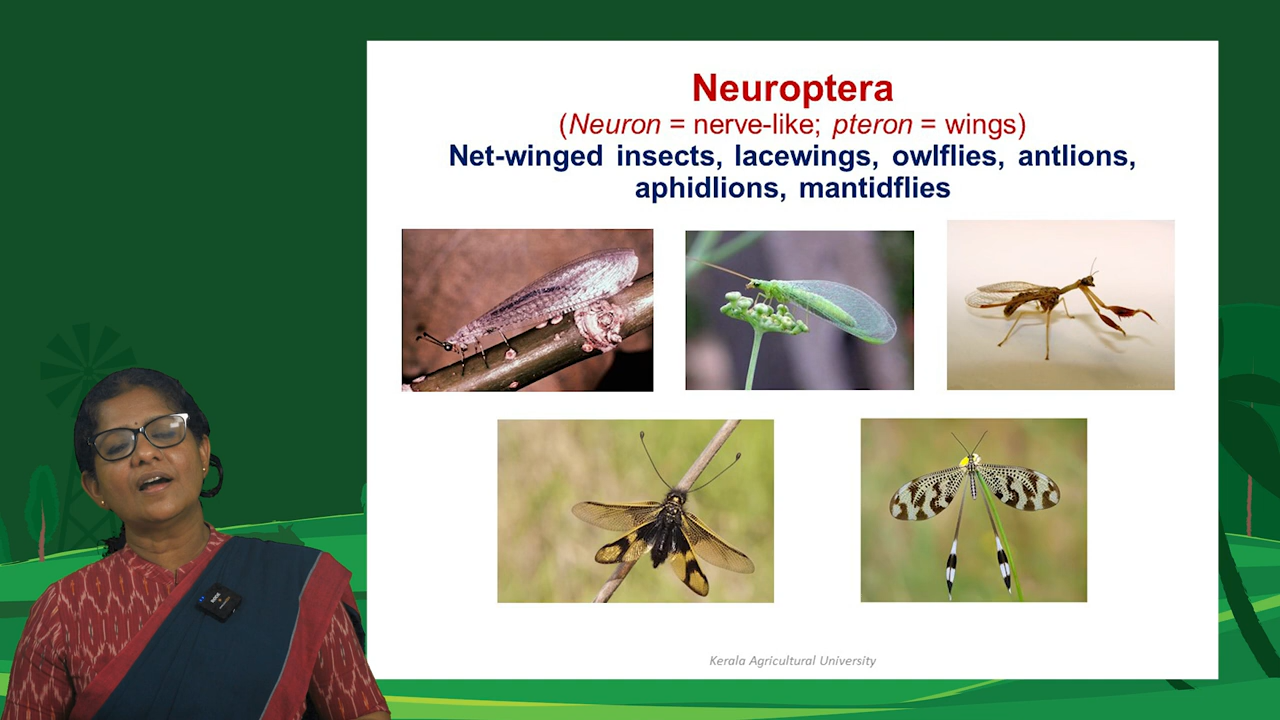 Neuroptera
(Neuron = nerve-like; pteron = wings)
Net-winged insects, lacewings, owlflies, antlions,
aphidlions, mantidflies
Kerala Agricultural University